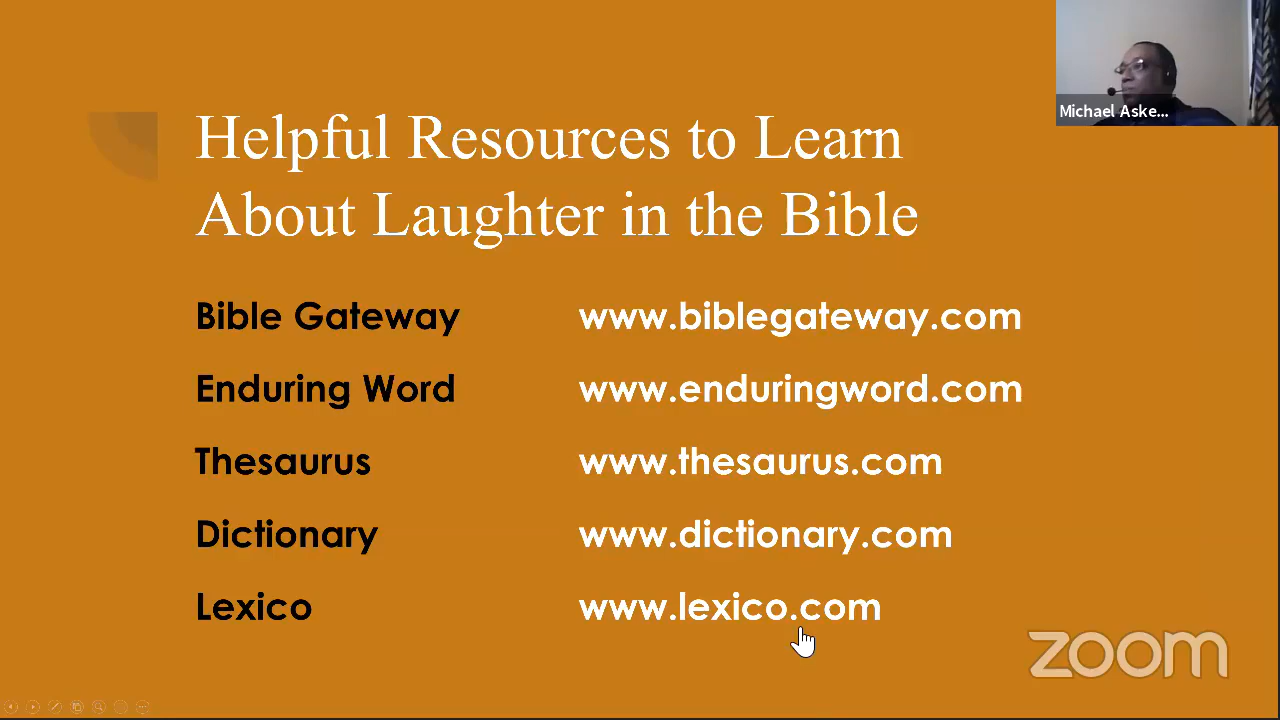 Michael Aske...
Helpful Resources to Learn
About Laughter in the Bible
Bible Gateway www.biblegateway.com
Enduring Word www.enduringword.com
Thesaurus www.thesaurus.com
Dictionary www.dictionary.com
Lexico www.lexico.com
zoom